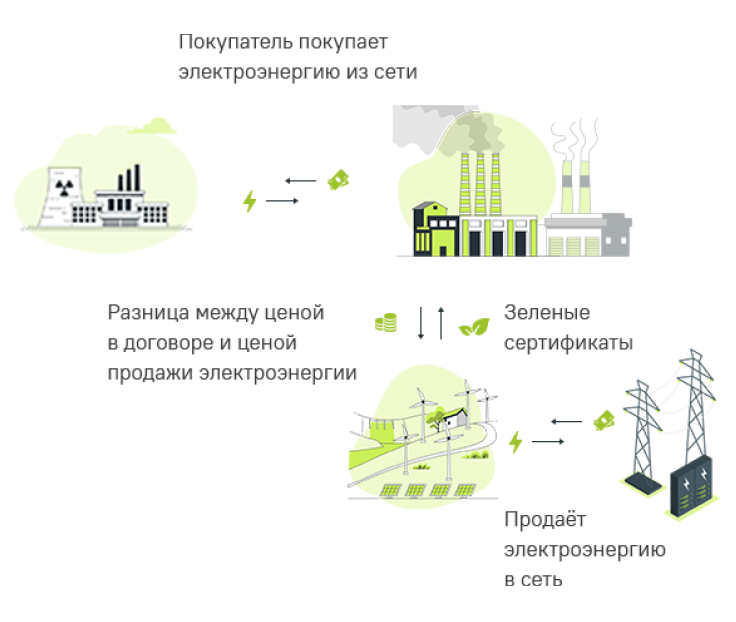 Покупатель покупает
электроэнергию из сети
Разница между ценой
в договоре и ценой
продажи электроэнергии
Зеленые
сертификаты
Продаёт
электроэнергию
в сеть